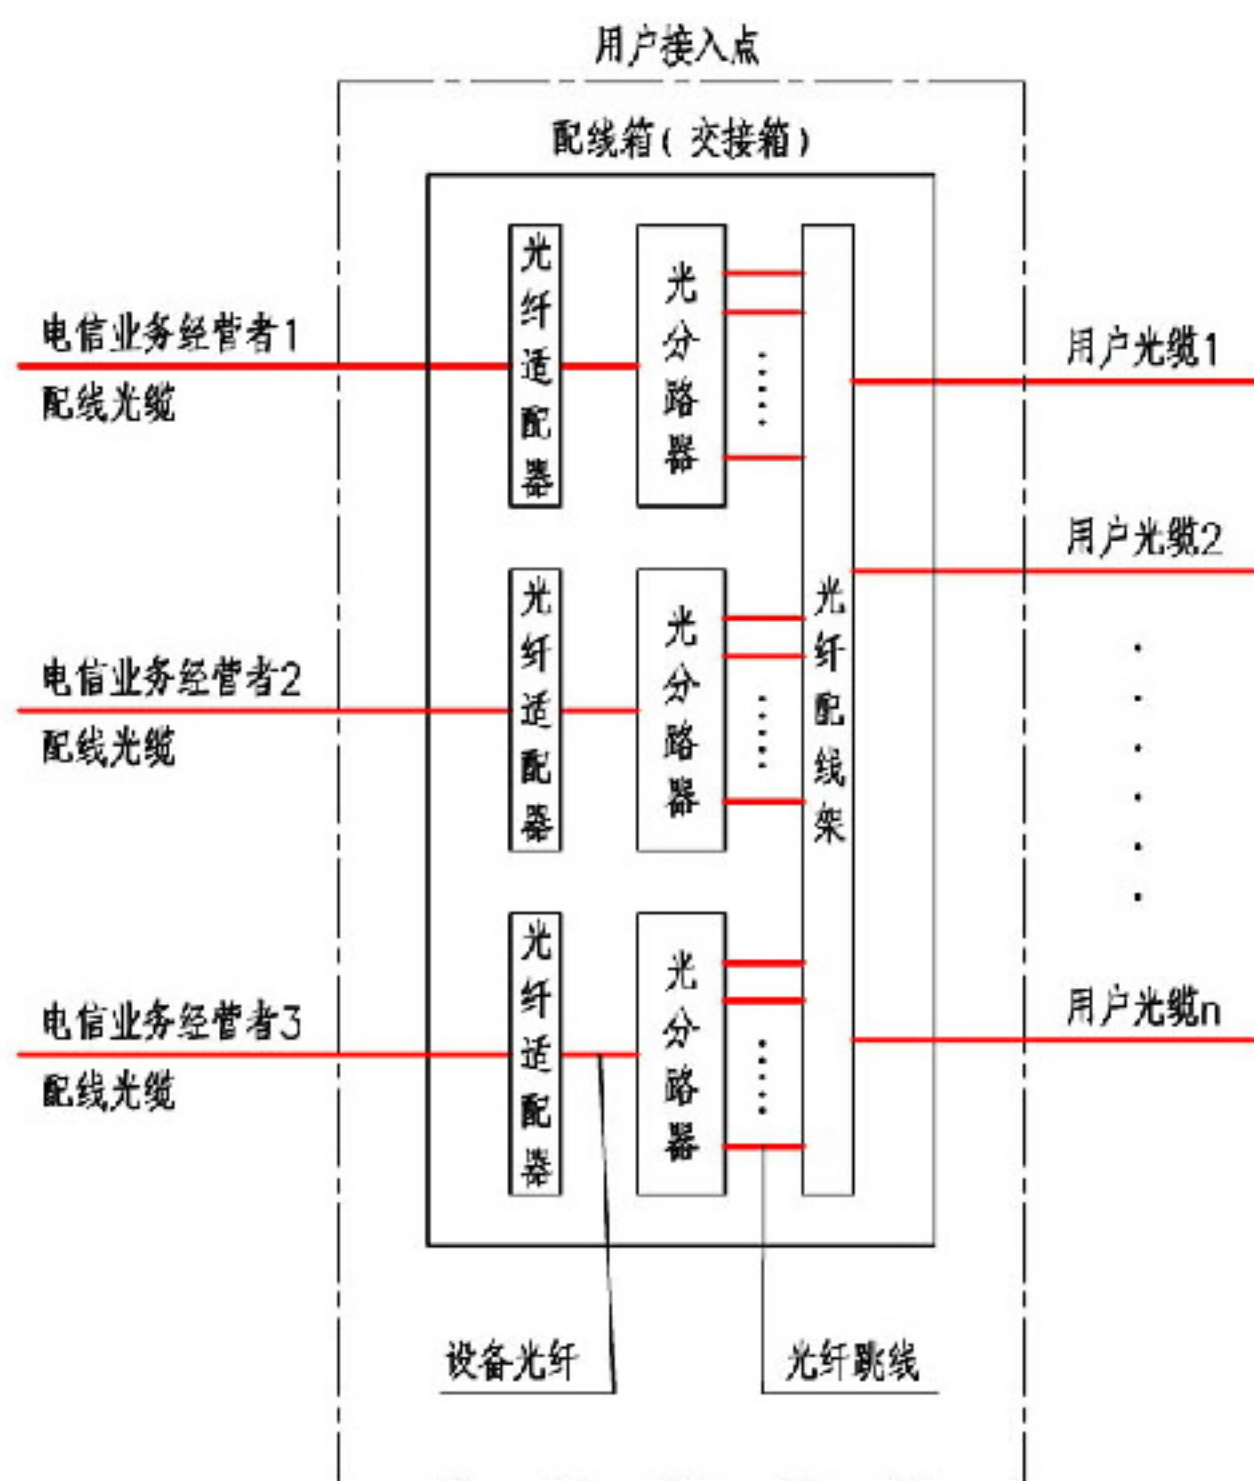 用户接入点
配线箱(交接箱)
电信业务经营者1
配线光缆
光纤适配器
光分路器
用户光缆1
用户光缆2
电信业务经营者2
配线光缆
光纤适配器
光分路器
光纤配线架
电信业务经营者3
配线光缆
光纤适配器
光分路器
用户光缆n
设备光纤
光纤跳线